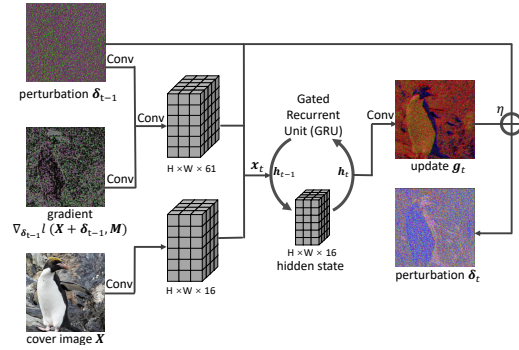 Conv
perturbation δt−1
Conv
Conv
H ×W × 61
gradient
∇δt−1 l (X + δt−1, M)
Conv
cover image X
H ×W × 16
xt
Gated
Recurrent
Unit (GRU)
ht−1
ht
H ×W × 16
hidden state
Conv
update gt
η
perturbation δt